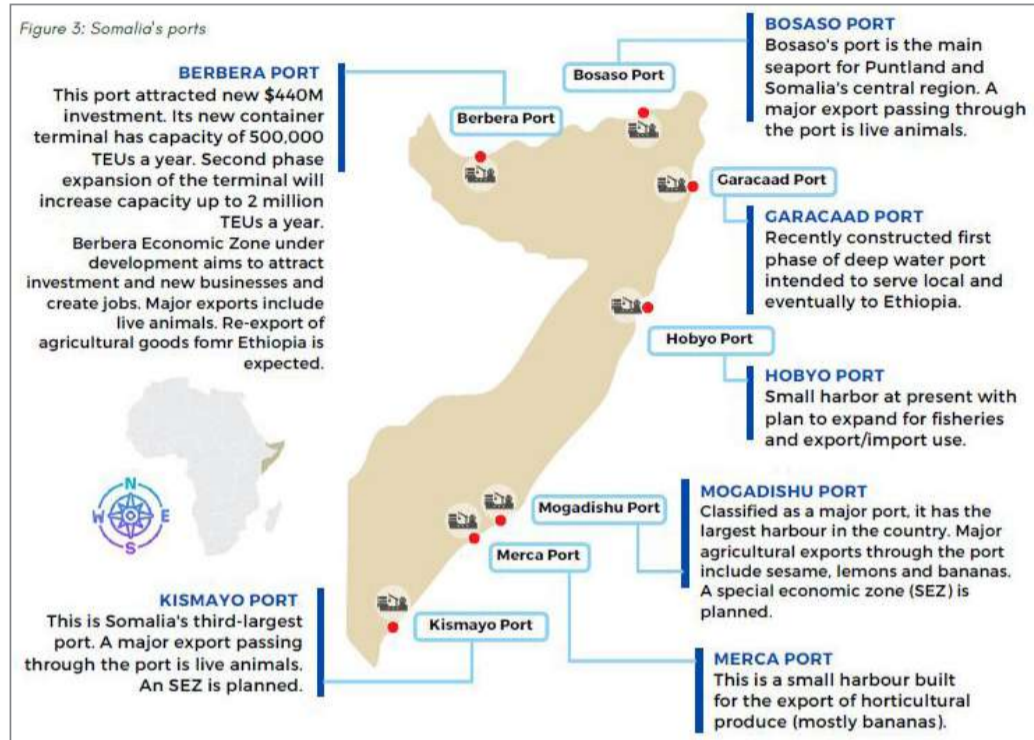 Figure 3: Somalia's ports
BERBERA PORT
This port attracted new $440M
investment. Its new container
terminal has capacity of 500,000
TEUs a year. Second phase
expansion of the terminal will
increase capacity up to 2 million
TEUs a year.
Berbera Economic Zone under
development aims to attract
investment and new businesses and
create jobs. Major exports include
live animals. Re-export of
agricultural goods fomr Ethiopia is
expected.
Berbera Port
Bosaso Port
BOSASO PORT
Bosaso's port is the main
seaport for Puntland and
Somalia's central region. A
major export passing through
the port is live animals.
Garacaad Port
GARACAAD PORT
Recently constructed first
phase of deep water port
intended to serve local and
eventually to Ethiopia.
Hobyo Port
HOBYO PORT
Small harbor at present with
plan to expand for fisheries
and export/import use.
N
W
E
S
Mogadishu Port
MOGADISHU PORT
Classified as a major port, it has the
largest harbour in the country. Major
agricultural exports through the port
include sesame, lemons and bananas.
A special economic zone (SEZ) is
planned.
Merca Port
MERCA PORT
This is a small harbour built
for the export of horticultural
produce (mostly bananas).
Kismayo Port
KISMAYO PORT
This is Somalia's third-largest
port. A major export passing
through the port is live animals.
An SEZ is planned.